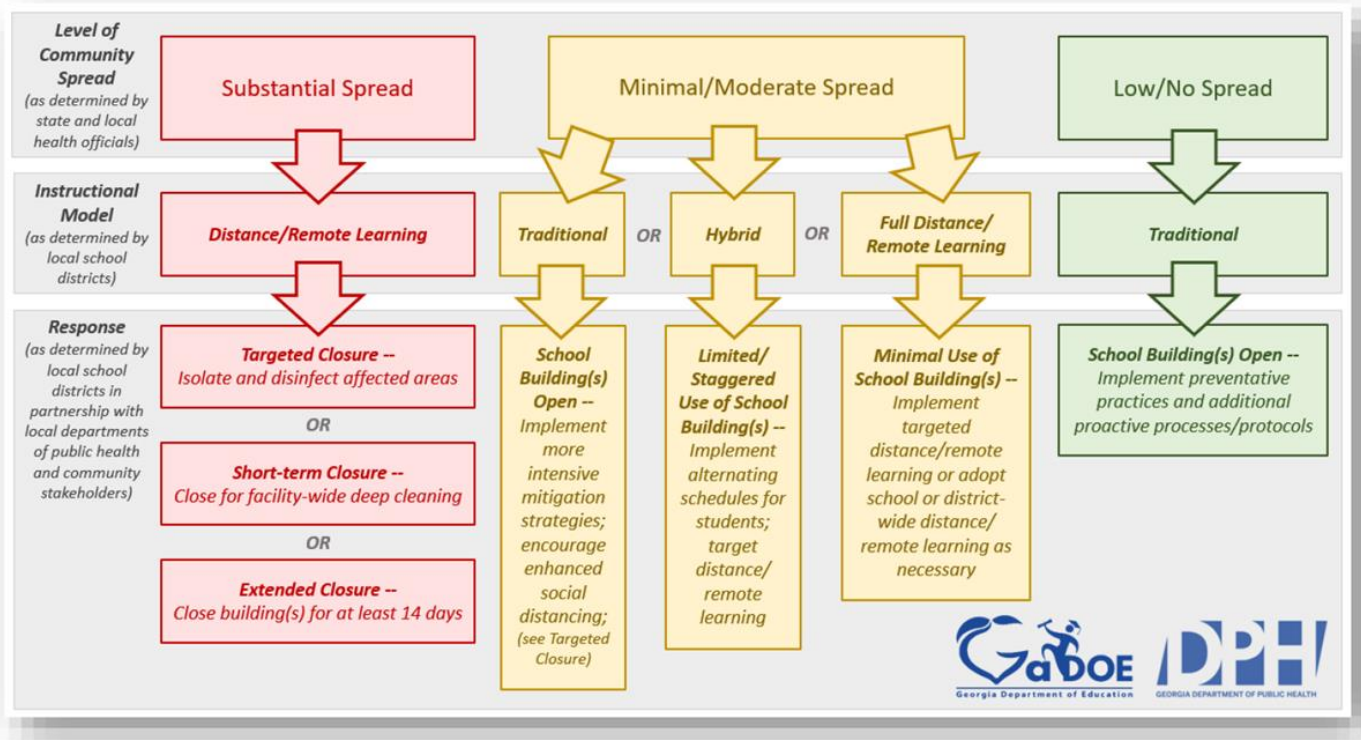 Level of
Community
Spread
(as determined by
state and local
health officials)
Substantial Spread
Minimal/Moderate Spread
Low/No Spread
Instructional
Model
(as determined by
local school
districts)
Distance/Remote Learning
Traditional
OR
Hybrid
OR
Full Distance/
Remote Learning
Traditional
Response
(as determined by
local school
districts in
partnership with
local departments
of public health
and community
stakeholders)
Targeted Closure --
Isolate and disinfect affected areas
OR
Short-term Closure --
Close for facility-wide deep cleaning
OR
Extended Closure --
Close building(s) for at least 14 days
School
Building(s)
Open --
Implement
more
intensive
mitigation
strategies;
encourage
enhanced
social
distancing;
(see Targeted
Closure)
Limited/
Staggered
Use of School
Building(s) --
Implement
alternating
schedules for
students;
target
distance/
remote
learning
Minimal Use of
School Building(s) --
Implement
targeted
distance/remote
learning or adopt
school or district-
wide distance/
remote learning as
necessary
School Building(s) Open --
Implement preventative
practices and additional
proactive processes/protocols
GaDOE
Georgia Department of Education
DPH
GEORGIA DEPARTMENT OF PUBLIC HEALTH